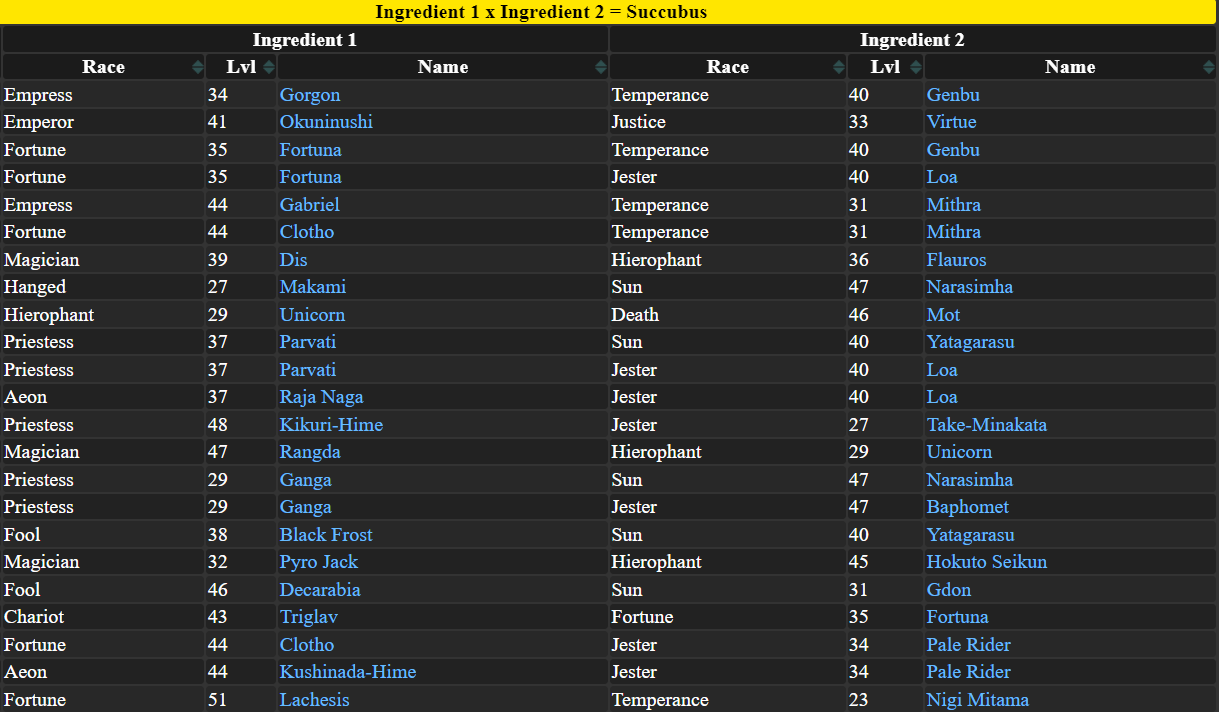 Ingredient 1 x Ingredient 2 = Succubus
Ingredient 1 Ingredient 2
Race Lvl Name Race Lvl Name
Empress 34 Gorgon Temperance 40 Genbu
Emperor 41 Okuninushi Justice 33 Virtue
Fortune 35 Fortuna Temperance 40 Genbu
Fortune 35 Fortuna Jester 40 Loa
Empress 44 Gabriel Temperance 31 Mithra
Fortune 44 Clotho Temperance 31 Mithra
Magician 39 Dis Hierophant 36 Flauros
Hanged 27 Makami Sun 47 Narasimha
Hierophant 29 Unicorn Death 46 Mot
Priestess 37 Parvati Sun 40 Yatagarasu
Priestess 37 Parvati Jester 40 Loa
Aeon 37 Raja Naga Jester 40 Loa
Priestess 48 Kikuri-Hime Jester 27 Take-Minakata
Magician 47 Rangda Hierophant 29 Unicorn
Priestess 29 Ganga Sun 47 Narasimha
Priestess 29 Ganga Jester 47 Baphomet
Fool 38 Black Frost Sun 40 Yatagarasu
Magician 32 Pyro Jack Hierophant 45 Hokuto Seikun
Fool 46 Decarabia Sun 31 Gdon
Chariot 43 Triglav Fortune 35 Fortuna
Fortune 44 Clotho Jester 34 Pale Rider
Aeon 44 Kushinada-Hime Jester 34 Pale Rider
Fortune 51 Lachesis Temperance 23 Nigi Mitama